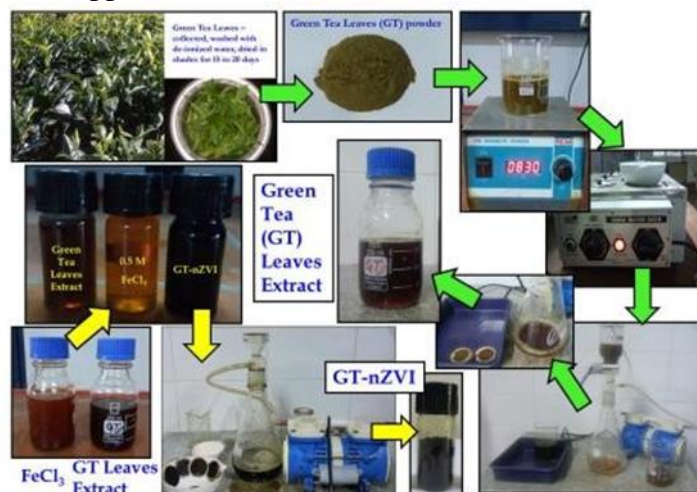 Green Tea Leaves –
collected, washed with
de-ionized water, dried in
shades for 15 to 20 days
Green Tea Leaves (GT) powder
0830
Green
Tea
(GT)
Leaves
Extract
Green
Tea
Leaves
Extract
0.5 M
FeCl3
GT-nZVI
GT-nZVI
FeCl3
GT Leaves
Extract